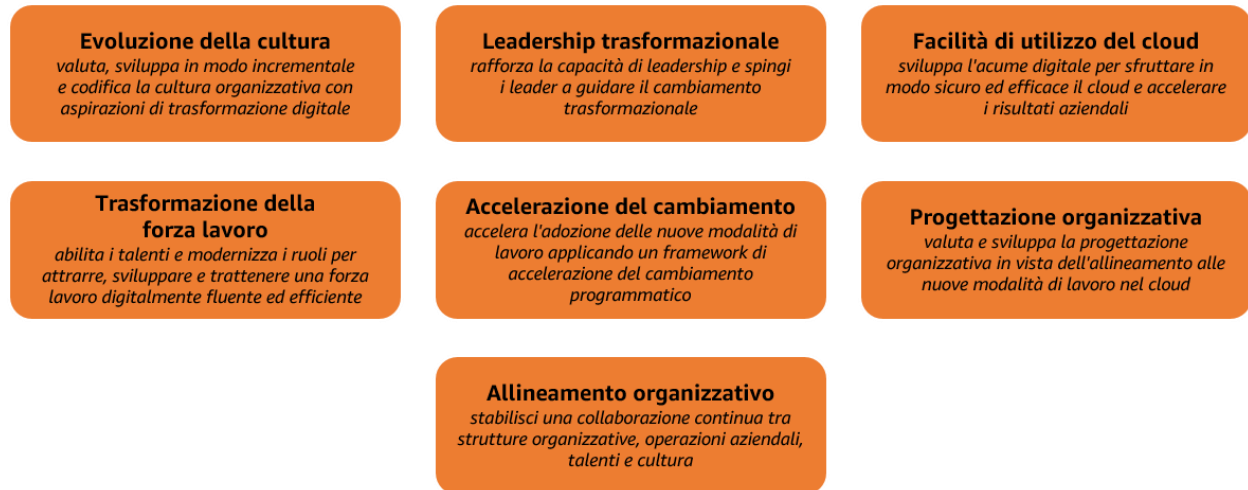 Evoluzione della cultura
valuta, sviluppa in modo incrementale
e codifica la cultura organizzativa con
aspirazioni di trasformazione digitale
Leadership trasformazionale
rafforza la capacità di leadership e spingi
i leader a guidare il cambiamento
trasformazionale
Facilità di utilizzo del cloud
sviluppa l'acume digitale per sfruttare in
modo sicuro ed efficace il cloud e accelerare
i risultati aziendali
Trasformazione della
forza lavoro
abilita i talenti e modernizza i ruoli per
attrarre, sviluppare e trattenere una forza
lavoro digitalmente fluente ed efficiente
Accelerazione del cambiamento
accelera l'adozione delle nuove modalità di
lavoro applicando un framework di
accelerazione del cambiamento
programmatico
Progettazione organizzativa
valuta e sviluppa la progettazione
organizzativa in vista dell'allineamento alle
nuove modalità di lavoro nel cloud
Allineamento organizzativo
stabilisci una collaborazione continua tra
strutture organizzative, operazioni aziendali,
talenti e cultura